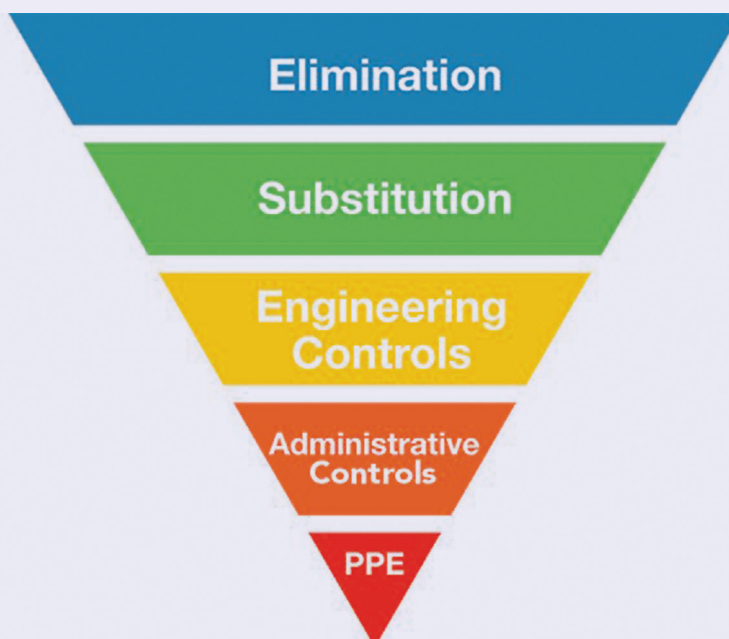 Elimination
Substitution
Engineering
Controls
Administrative
Controls
PPE